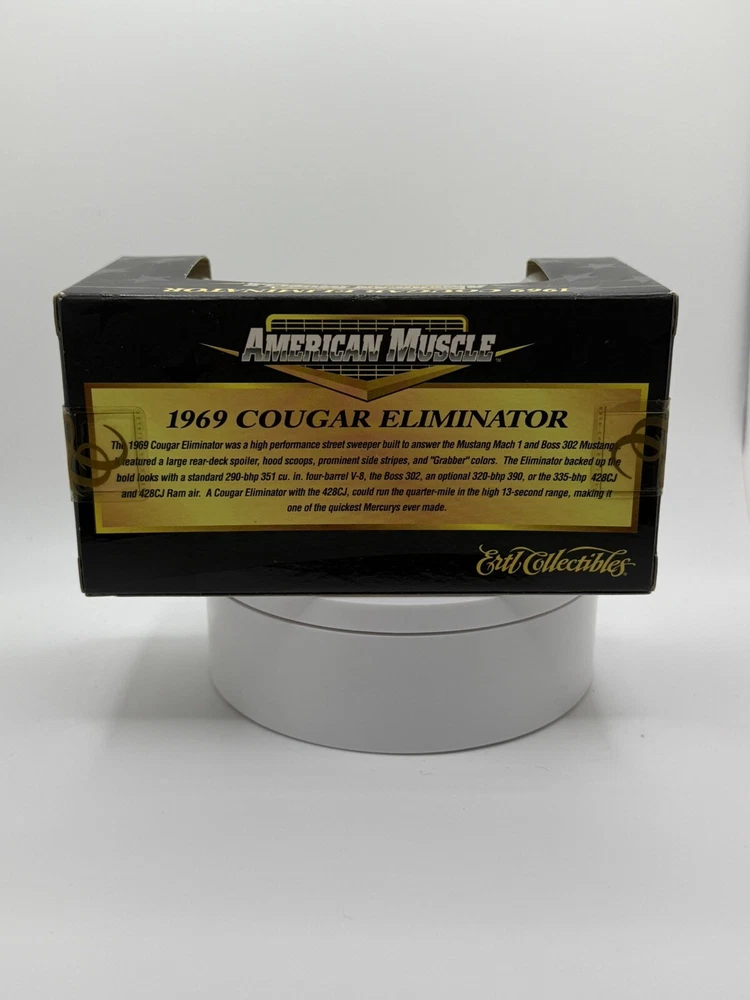 1969 COUGAR ELIMINATOR
AMERICAN MUSCLE™
1969 COUGAR ELIMINATOR
The 1969 Cougar Eliminator was a high performance street sweeper built to answer the Mustang Mach 1 and Boss 302 Mustang.
featured a large rear-deck spoiler, hood scoops, prominent side stripes, and "Grabber" colors. The Eliminator backed up the
bold looks with a standard 290-bhp 351 cu. in. four-barrel V-8, the Boss 302, an optional 320-bhp 390, or the 335-bhp 428CJ
and 428CJ Ram air. A Cougar Eliminator with the 428CJ, could run the quarter-mile in the high 13-second range, making it
one of the quickest Mercurys ever made.
Ertl Collectibles